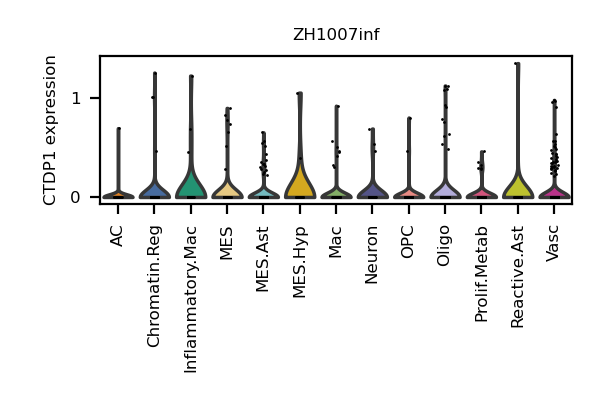 ZH1007inf
CTDP1 expression
1
0
AC
Chromatin.Reg
Inflammatory.Mac
MES
MES.Ast
MES.Hyp
Mac
Neuron
OPC
Oligo
Prolif.Metab
Reactive.Ast
Vasc